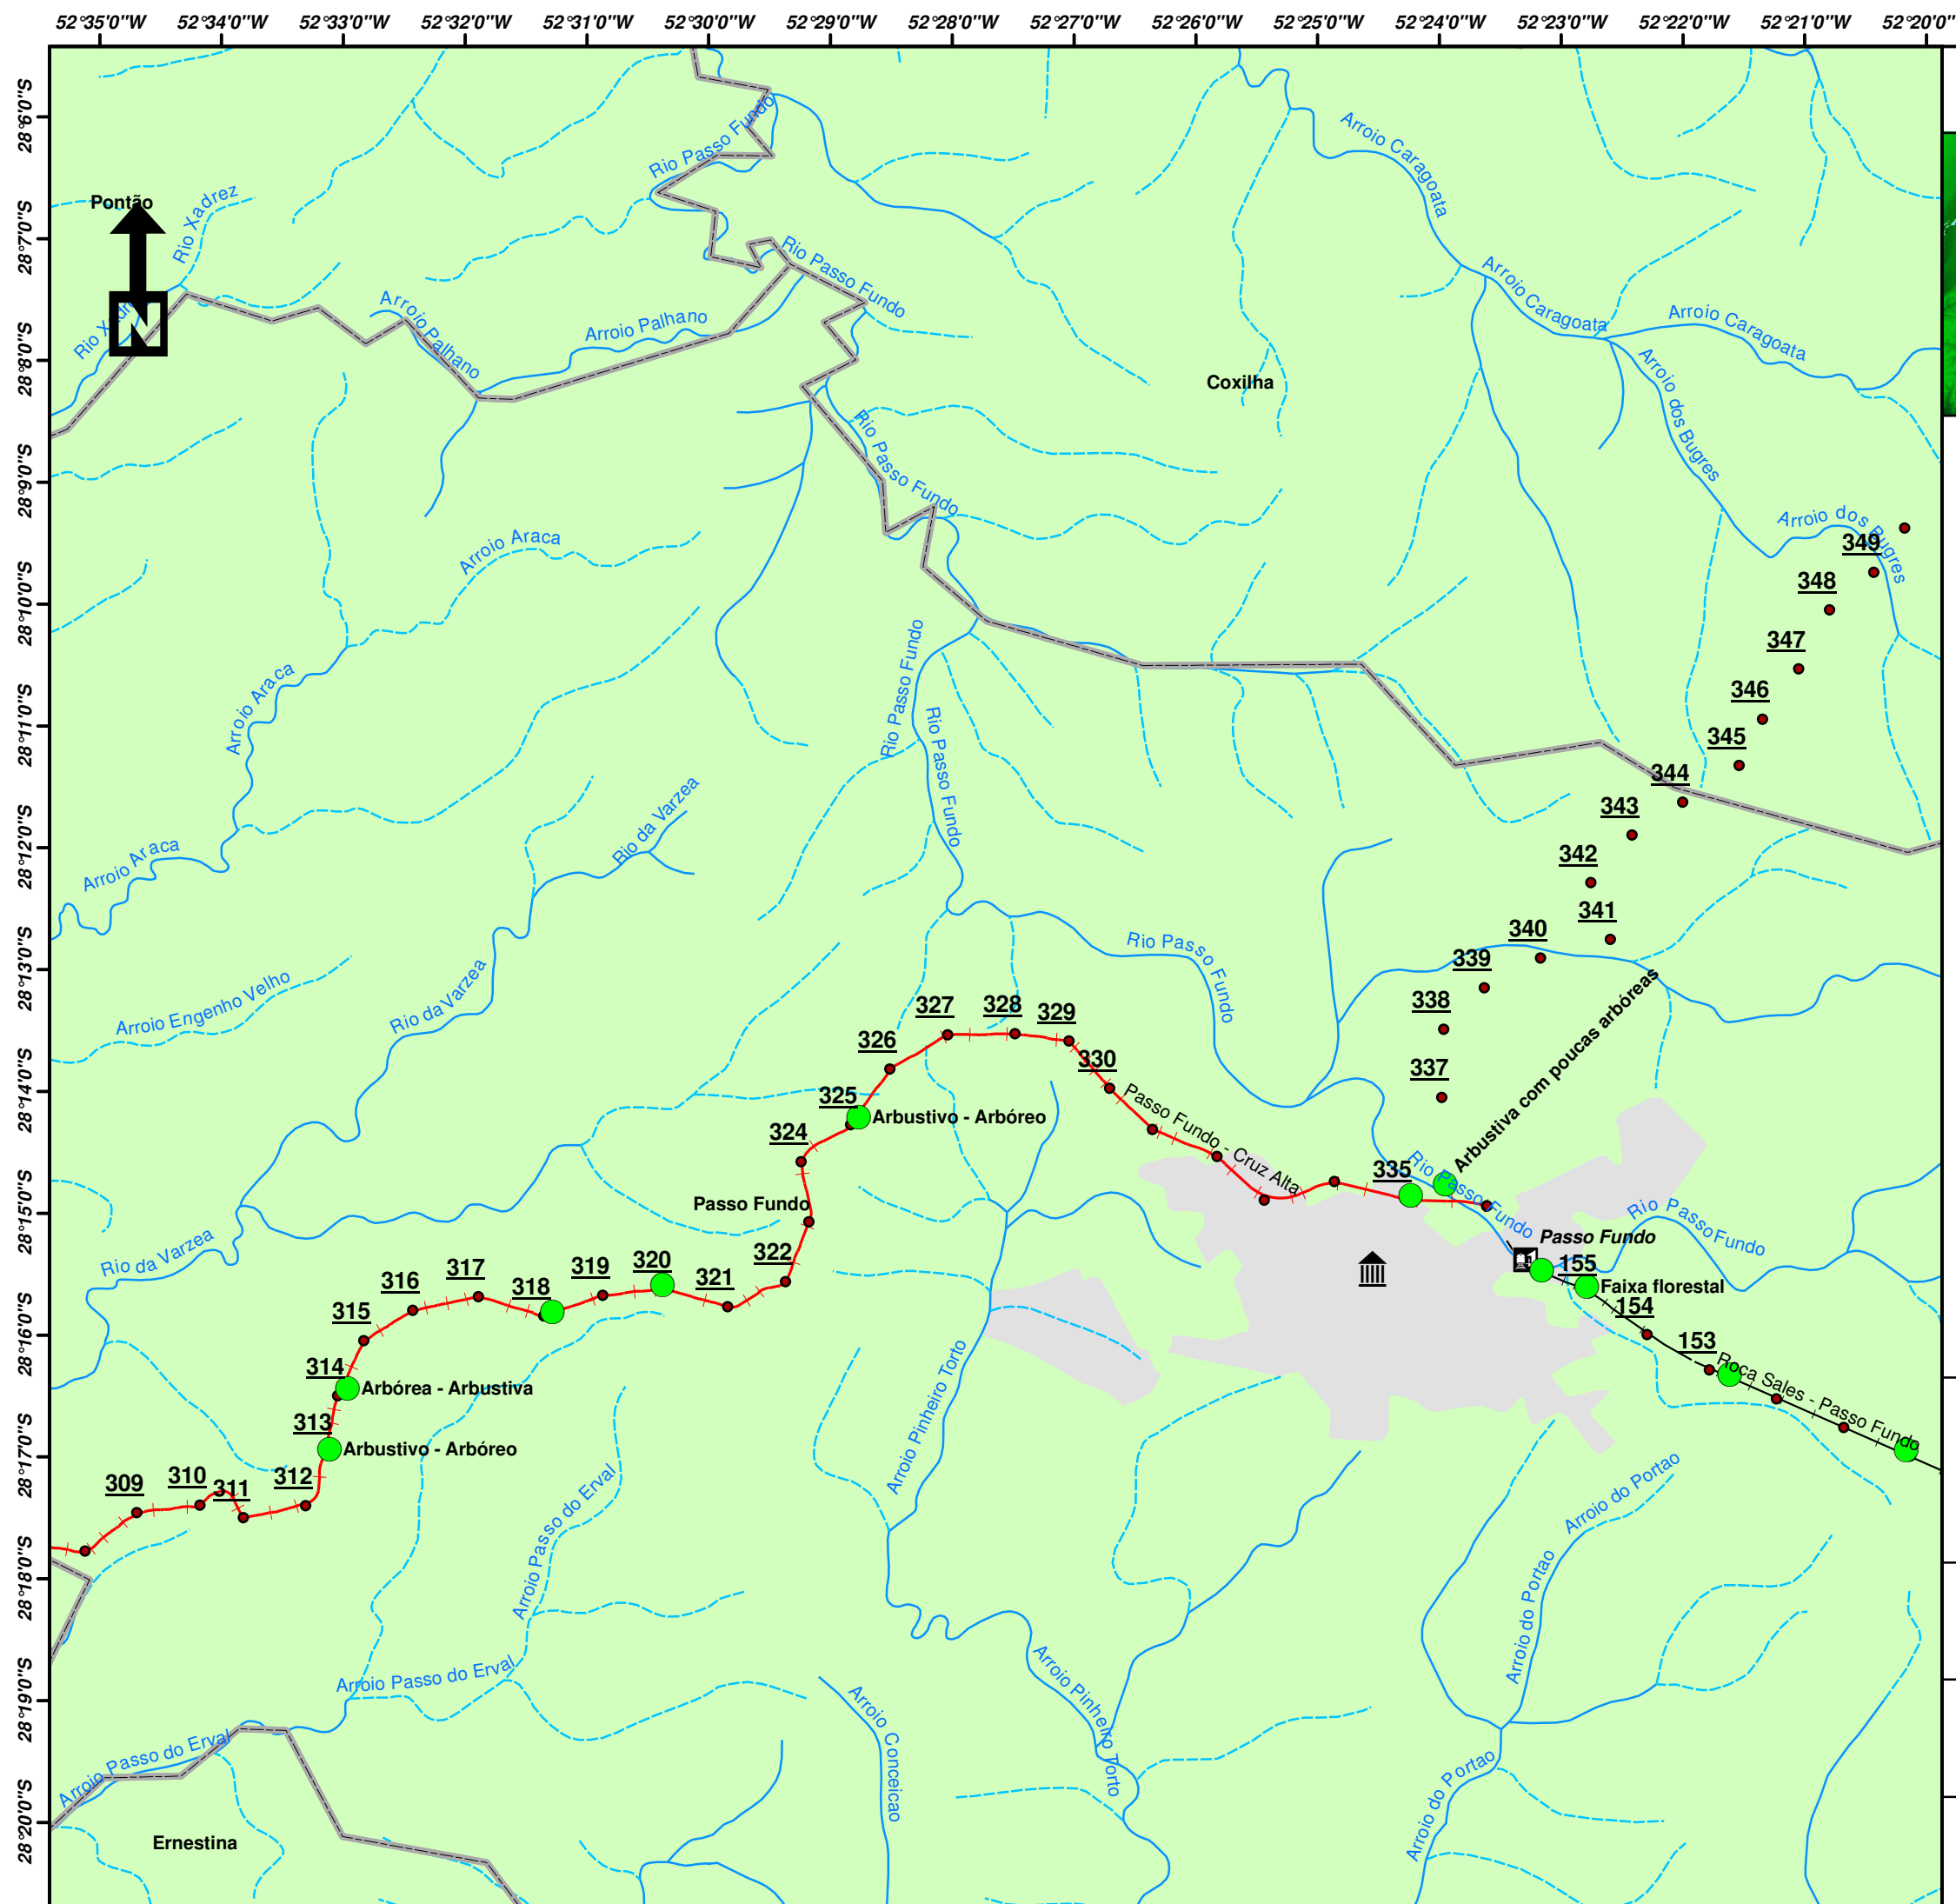 52°35'0"W 52°34'0"W 52°33'0"W 52°32'0"W 52°31'0"W 52°30'0"W 52°29'0"W 52°28'0"W 52°27'0"W 52°26'0"W 52°25'0"W 52°24'0"W 52°23'0"W 52°22'0"W 52°21'0"W 52°20'0"W
28°6'0"S
28°7'0"S
28°8'0"S
28°9'0"S
28°10'0"S
28°11'0"S
28°12'0"S
28°13'0"S
28°14'0"S
28°15'0"S
28°16'0"S
28°17'0"S
28°18'0"S
28°19'0"S
28°20'0"S
Rio Passo Fundo
Arroio Caragoata
Pontão
Rio Xadrez
Rio Passo Fundo
Arroio Caragoata
Arroio Caragoata
Rio Xadrez
Arroio Palhano
Arroio Palhano
Coxilha
Arroio dos Bugres
Rio Passo Fundo
Arroio dos Bugres
Arroio Araca
349
348
347
346
345
344
343
342
341
340
339
338
337
Arroio Araca
Rio Passo Fundo
Rio Passo Fundo
Rio da Varzea
Arroio Araca
Rio Passo Fundo
Rio da Varzea
Arroio Engenho Velho
Arbustiva com poucas arbóreas
327
328
329
326
330
325
Arbustivo - Arbóreo
324
Passo Fundo - Cruz Alta
335
Rio Passo Fundo
Rio Passo Fundo
Passo Fundo
Passo Fundo
Rio da Varzea
322
321
320
319
318
317
316
315
155
Faixa florestal
154
153
Roca Sales - Passo Fundo
314
Arbórea - Arbustiva
313
Arbustivo - Arbóreo
312
311
310
309
Arroio Pinheiro Torto
Arroio Passo do Erval
Arroio do Portao
Arroio do Portao
Arroio Passo do Erval
Arroio Pinheiro Torto
Arroio Conceicao
Arroio Passo do Erval
Arroio do Portao
Ernestina